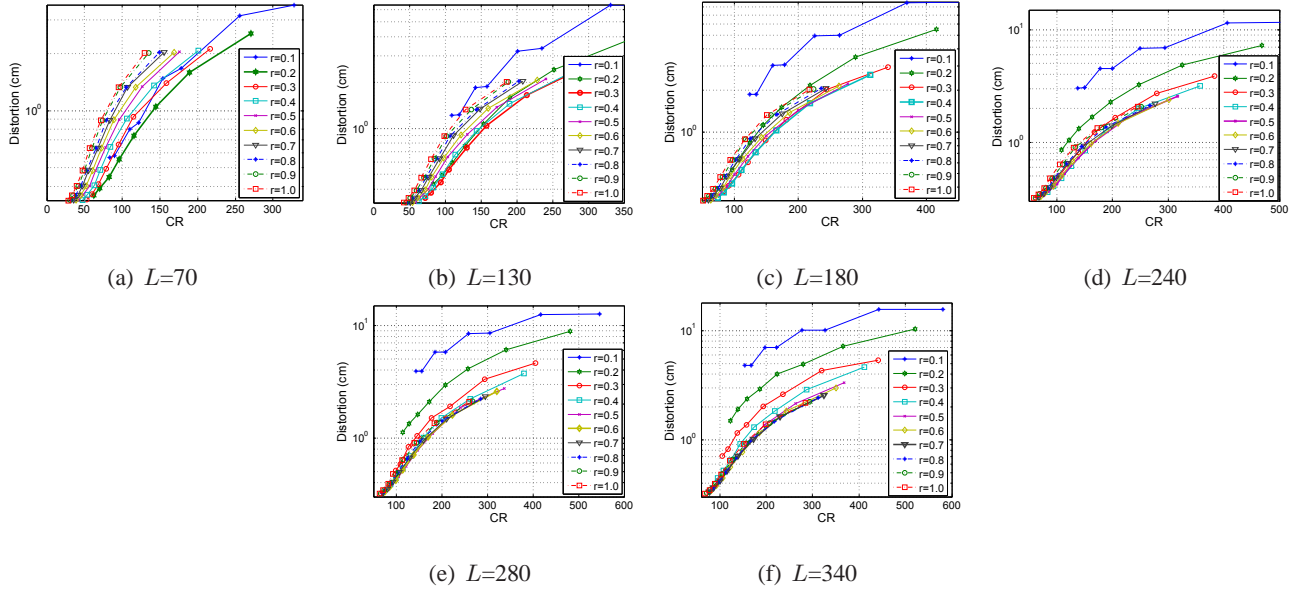 Distortion (cm)
10^0
r=0.1
r=0.2
r=0.3
r=0.4
r=0.5
r=0.6
r=0.7
r=0.8
r=0.9
r=1.0
0 50 100 150 200 250 300
CR
(a) L=70
Distortion (cm)
10^0
r=0.1
r=0.2
r=0.3
r=0.4
r=0.5
r=0.6
r=0.7
r=0.8
r=0.9
r=1.0
0 50 100 150 200 250 300 350
CR
(b) L=130
Distortion (cm)
10^0
r=0.1
r=0.2
r=0.3
r=0.4
r=0.5
r=0.6
r=0.7
r=0.8
r=0.9
r=1.0
100 200 300 400
CR
(c) L=180
Distortion (cm)
10^1
10^0
r=0.1
r=0.2
r=0.3
r=0.4
r=0.5
r=0.6
r=0.7
r=0.8
r=0.9
r=1.0
100 200 300 400 500
CR
(d) L=240
Distortion (cm)
10^1
10^0
r=0.1
r=0.2
r=0.3
r=0.4
r=0.5
r=0.6
r=0.7
r=0.8
r=0.9
r=1.0
100 200 300 400 500 600
CR
(e) L=280
Distortion (cm)
10^1
10^0
r=0.1
r=0.2
r=0.3
r=0.4
r=0.5
r=0.6
r=0.7
r=0.8
r=0.9
r=1.0
100 200 300 400 500 600
CR
(f) L=340